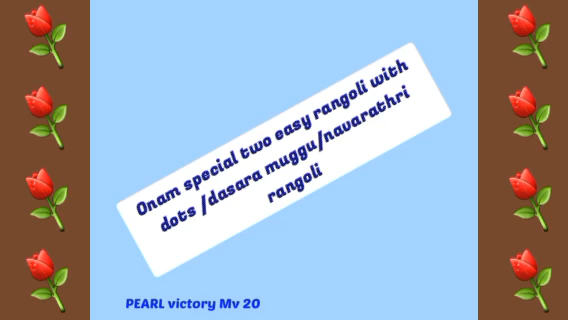 Onam special two easy rangoli with
dots /dasara muggu/navarathri
rangoli
PEARL victory Mv 20